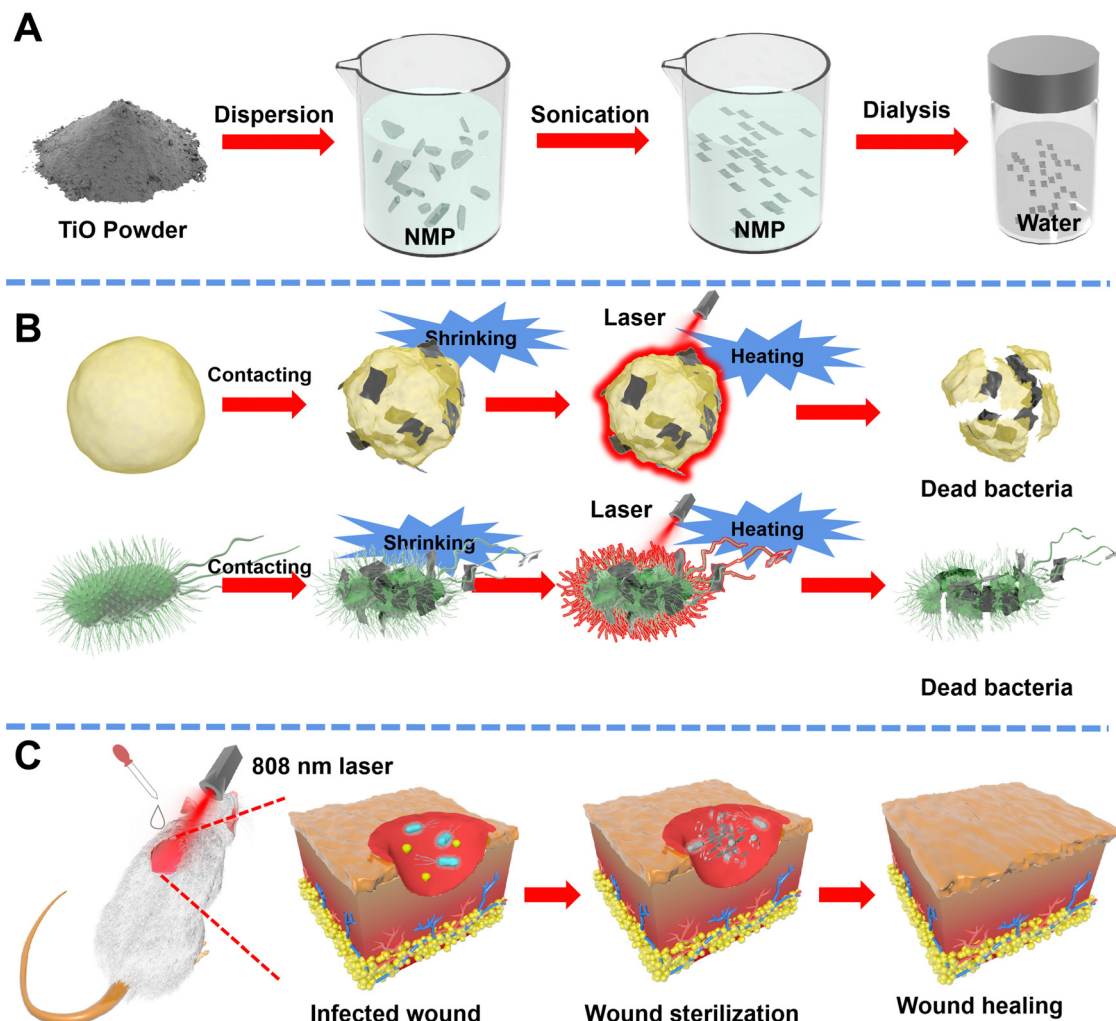 A
Dispersion
Sonication
Dialysis
TiO Powder
NMP
NMP
Water
B
Contacting
Shrinking
Laser
Heating
Dead bacteria
Contacting
Shrinking
Laser
Heating
Dead bacteria
C
808 nm laser
Infected wound
Wound sterilization
Wound healing